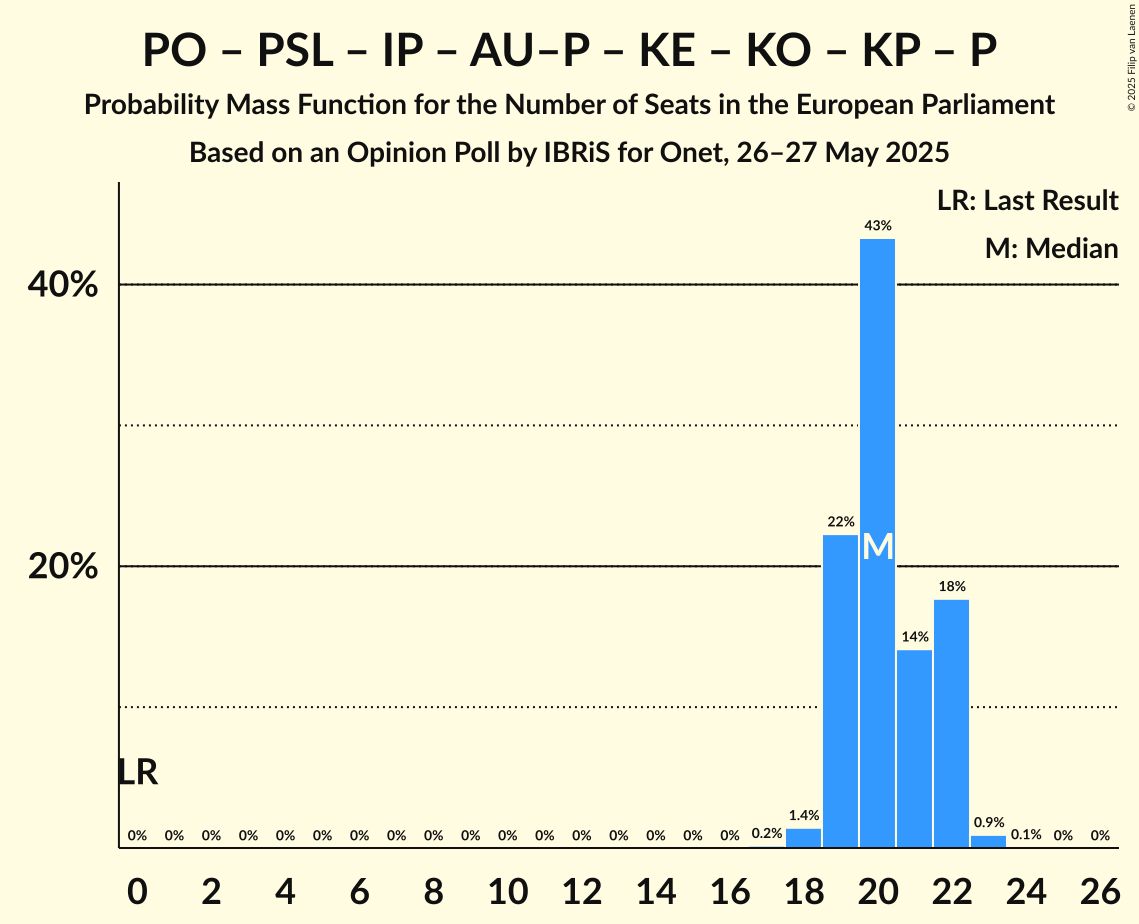 PO – PSL – IP – AU–P – KE – KO – KP – P
Probability Mass Function for the Number of Seats in the European Parliament
Based on an Opinion Poll by IBRiS for Onet, 26–27 May 2025
© 2025 Filip van Laenen
LR: Last Result
M: Median
43%
40%
22%
M
20%
18%
14%
LR
0% 0% 0% 0% 0% 0% 0% 0% 0% 0% 0% 0% 0% 0% 0% 0% 0% 0.2% 1.4% 0.9% 0.1% 0% 0%
0 2 4 6 8 10 12 14 16 18 20 22 24 26